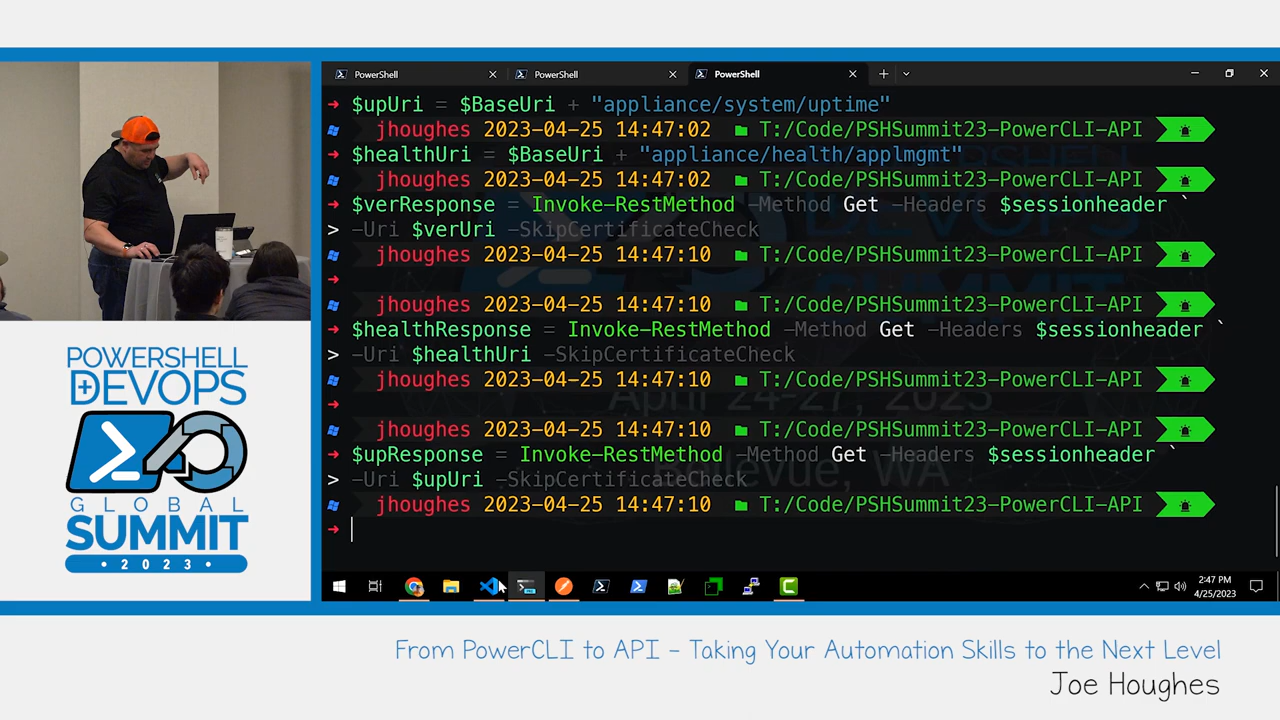 PowerShell
PowerShell
PowerShell
➜ $upUri = $BaseUri + "appliance/system/uptime"
jhoughes 2023-04-25 14:47:02 T:/Code/PSHSummit23-PowerCLI-API
➜ $healthUri = $BaseUri + "appliance/health/applmgmt"
jhoughes 2023-04-25 14:47:02 T:/Code/PSHSummit23-PowerCLI-API
➜ $verResponse = Invoke-RestMethod -Method Get -Headers $sessionheader `
> -Uri $verUri -SkipCertificateCheck
jhoughes 2023-04-25 14:47:10 T:/Code/PSHSummit23-PowerCLI-API
➜
jhoughes 2023-04-25 14:47:10 T:/Code/PSHSummit23-PowerCLI-API
➜ $healthResponse = Invoke-RestMethod -Method Get -Headers $sessionheader `
> -Uri $healthUri -SkipCertificateCheck
jhoughes 2023-04-25 14:47:10 T:/Code/PSHSummit23-PowerCLI-API
➜
April 24-27, 2023
jhoughes 2023-04-25 14:47:10 T:/Code/PSHSummit23-PowerCLI-API
➜ $upResponse = Invoke-RestMethod -Method Get -Headers $sessionheader `
Bellevue, WA
> -Uri $upUri -SkipCertificateCheck
jhoughes 2023-04-25 14:47:10 T:/Code/PSHSummit23-PowerCLI-API
➜
2:47 PM
4/25/2023
POWERSHELL
+DEVOPS
GLOBAL
SUMMIT
• 2023 •
From PowerCLI to API - Taking Your Automation Skills to the Next Level
Joe Houghes